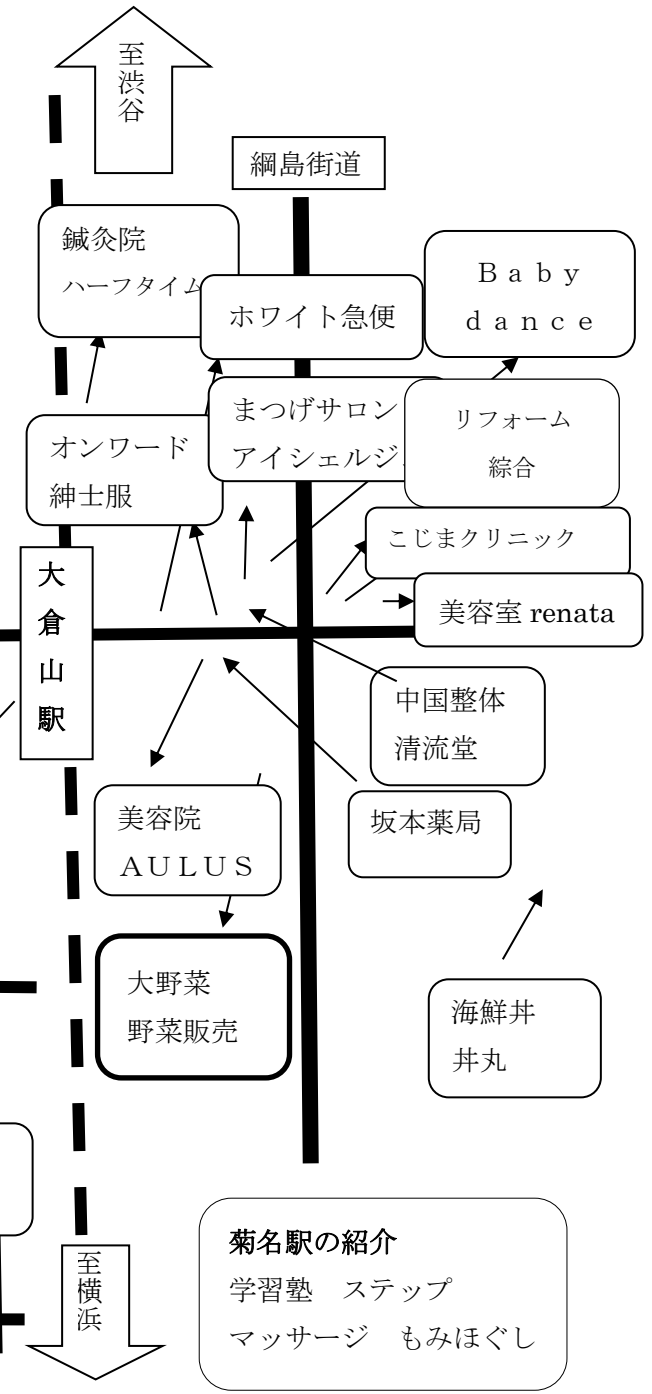 至渋谷
綱島街道
鍼灸院
ハーフタイム
ホワイト急便
Ｂａｂｙ
ｄａｎｃｅ
まつげサロン
アイシェルジ
リフォーム
綜合
オンワード
紳士服
こじまクリニック
大倉山駅
美容室 renata
中国整体
清流堂
美容院
ＡＵＬＵＳ
坂本薬局
大野菜
野菜販売
海鮮丼
丼丸
至横浜
菊名駅の紹介
学習塾　ステップ
マッサージ　もみほぐし